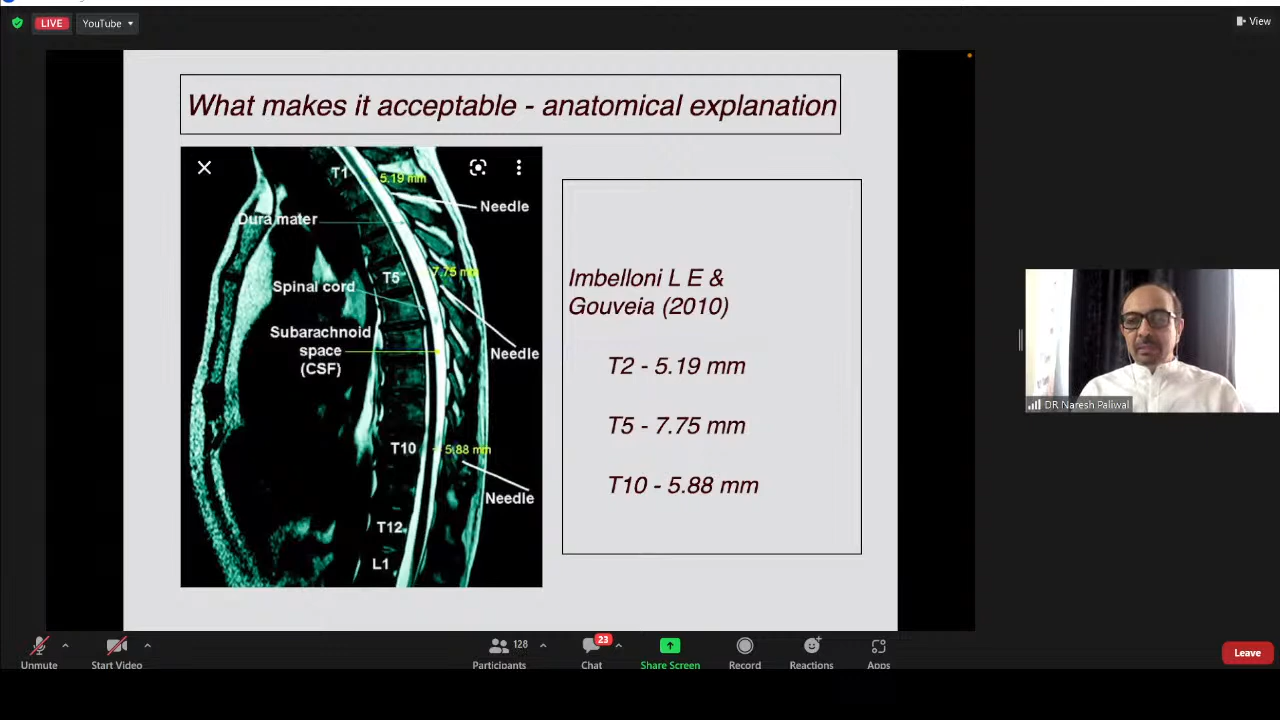 LIVE
YouTube
View
What makes it acceptable - anatomical explanation
T1
5.19 mm
Needle
Dura mater
T5
7.75 mm
Spinal cord
Subarachnoid
space
(CSF)
Needle
T10
5.88 mm
Needle
T12
L1
Imbelloni L E &
Gouveia (2010)
T2 - 5.19 mm
T5 - 7.75 mm
T10 - 5.88 mm
DR Naresh Paliwal
Unmute
Start Video
128
Participants
23
Chat
Share Screen
Record
Reactions
Apps
Leave